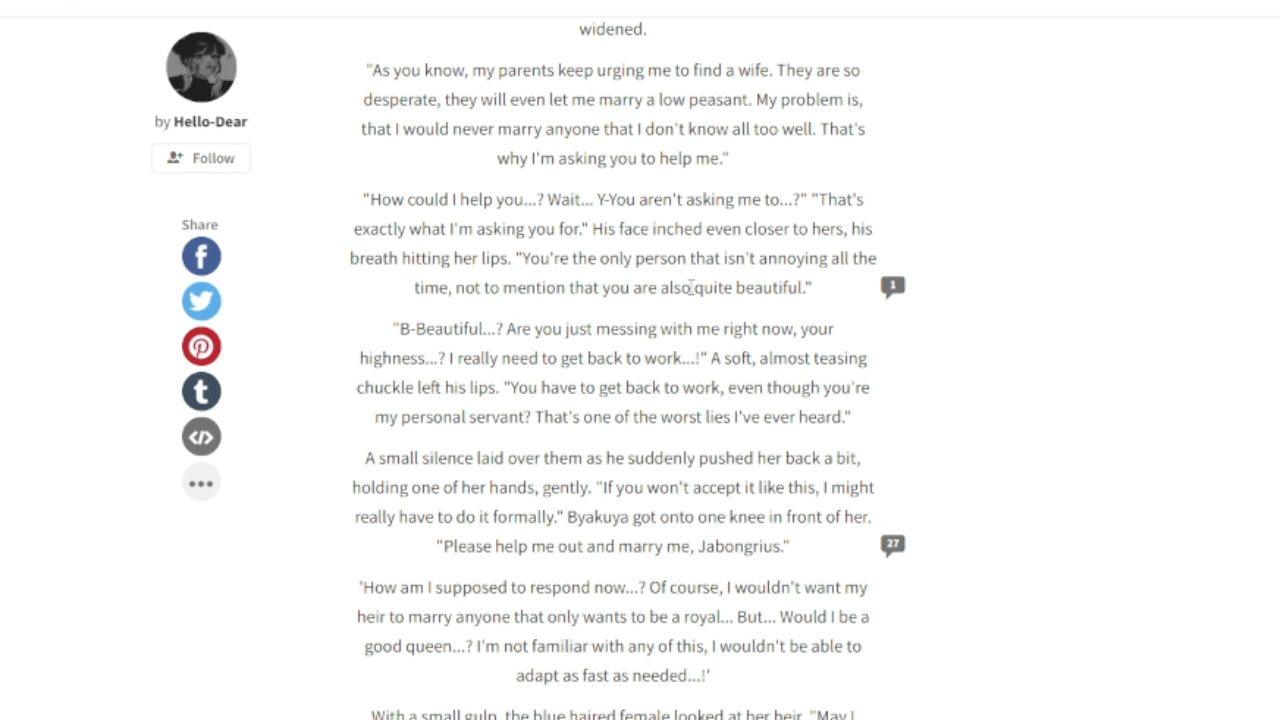 widened.
by Hello-Dear
Follow
Share
"As you know, my parents keep urging me to find a wife. They are so
desperate, they will even let me marry a low peasant. My problem is,
that I would never marry anyone that I don't know all too well. That's
why I'm asking you to help me."
"How could I help you...? Wait... Y-You aren't asking me to...?" "That's
exactly what I'm asking you for." His face inched even closer to hers, his
breath hitting her lips. "You're the only person that isn't annoying all the
time, not to mention that you are also quite beautiful."
1
"B-Beautiful...? Are you just messing with me right now, your
highness...? I really need to get back to work...!" A soft, almost teasing
chuckle left his lips. "You have to get back to work, even though you're
my personal servant? That's one of the worst lies I've ever heard."
A small silence laid over them as he suddenly pushed her back a bit,
holding one of her hands, gently. "If you won't accept it like this, I might
really have to do it formally." Byakuya got onto one knee in front of her.
"Please help me out and marry me, Jabongrius."
27
'How am I supposed to respond now...? Of course, I wouldn't want my
heir to marry anyone that only wants to be a royal... But... Would I be a
good queen...? I'm not familiar with any of this, I wouldn't be able to
adapt as fast as needed...!'
With a small gulp, the blue haired female looked at her heir. "May I